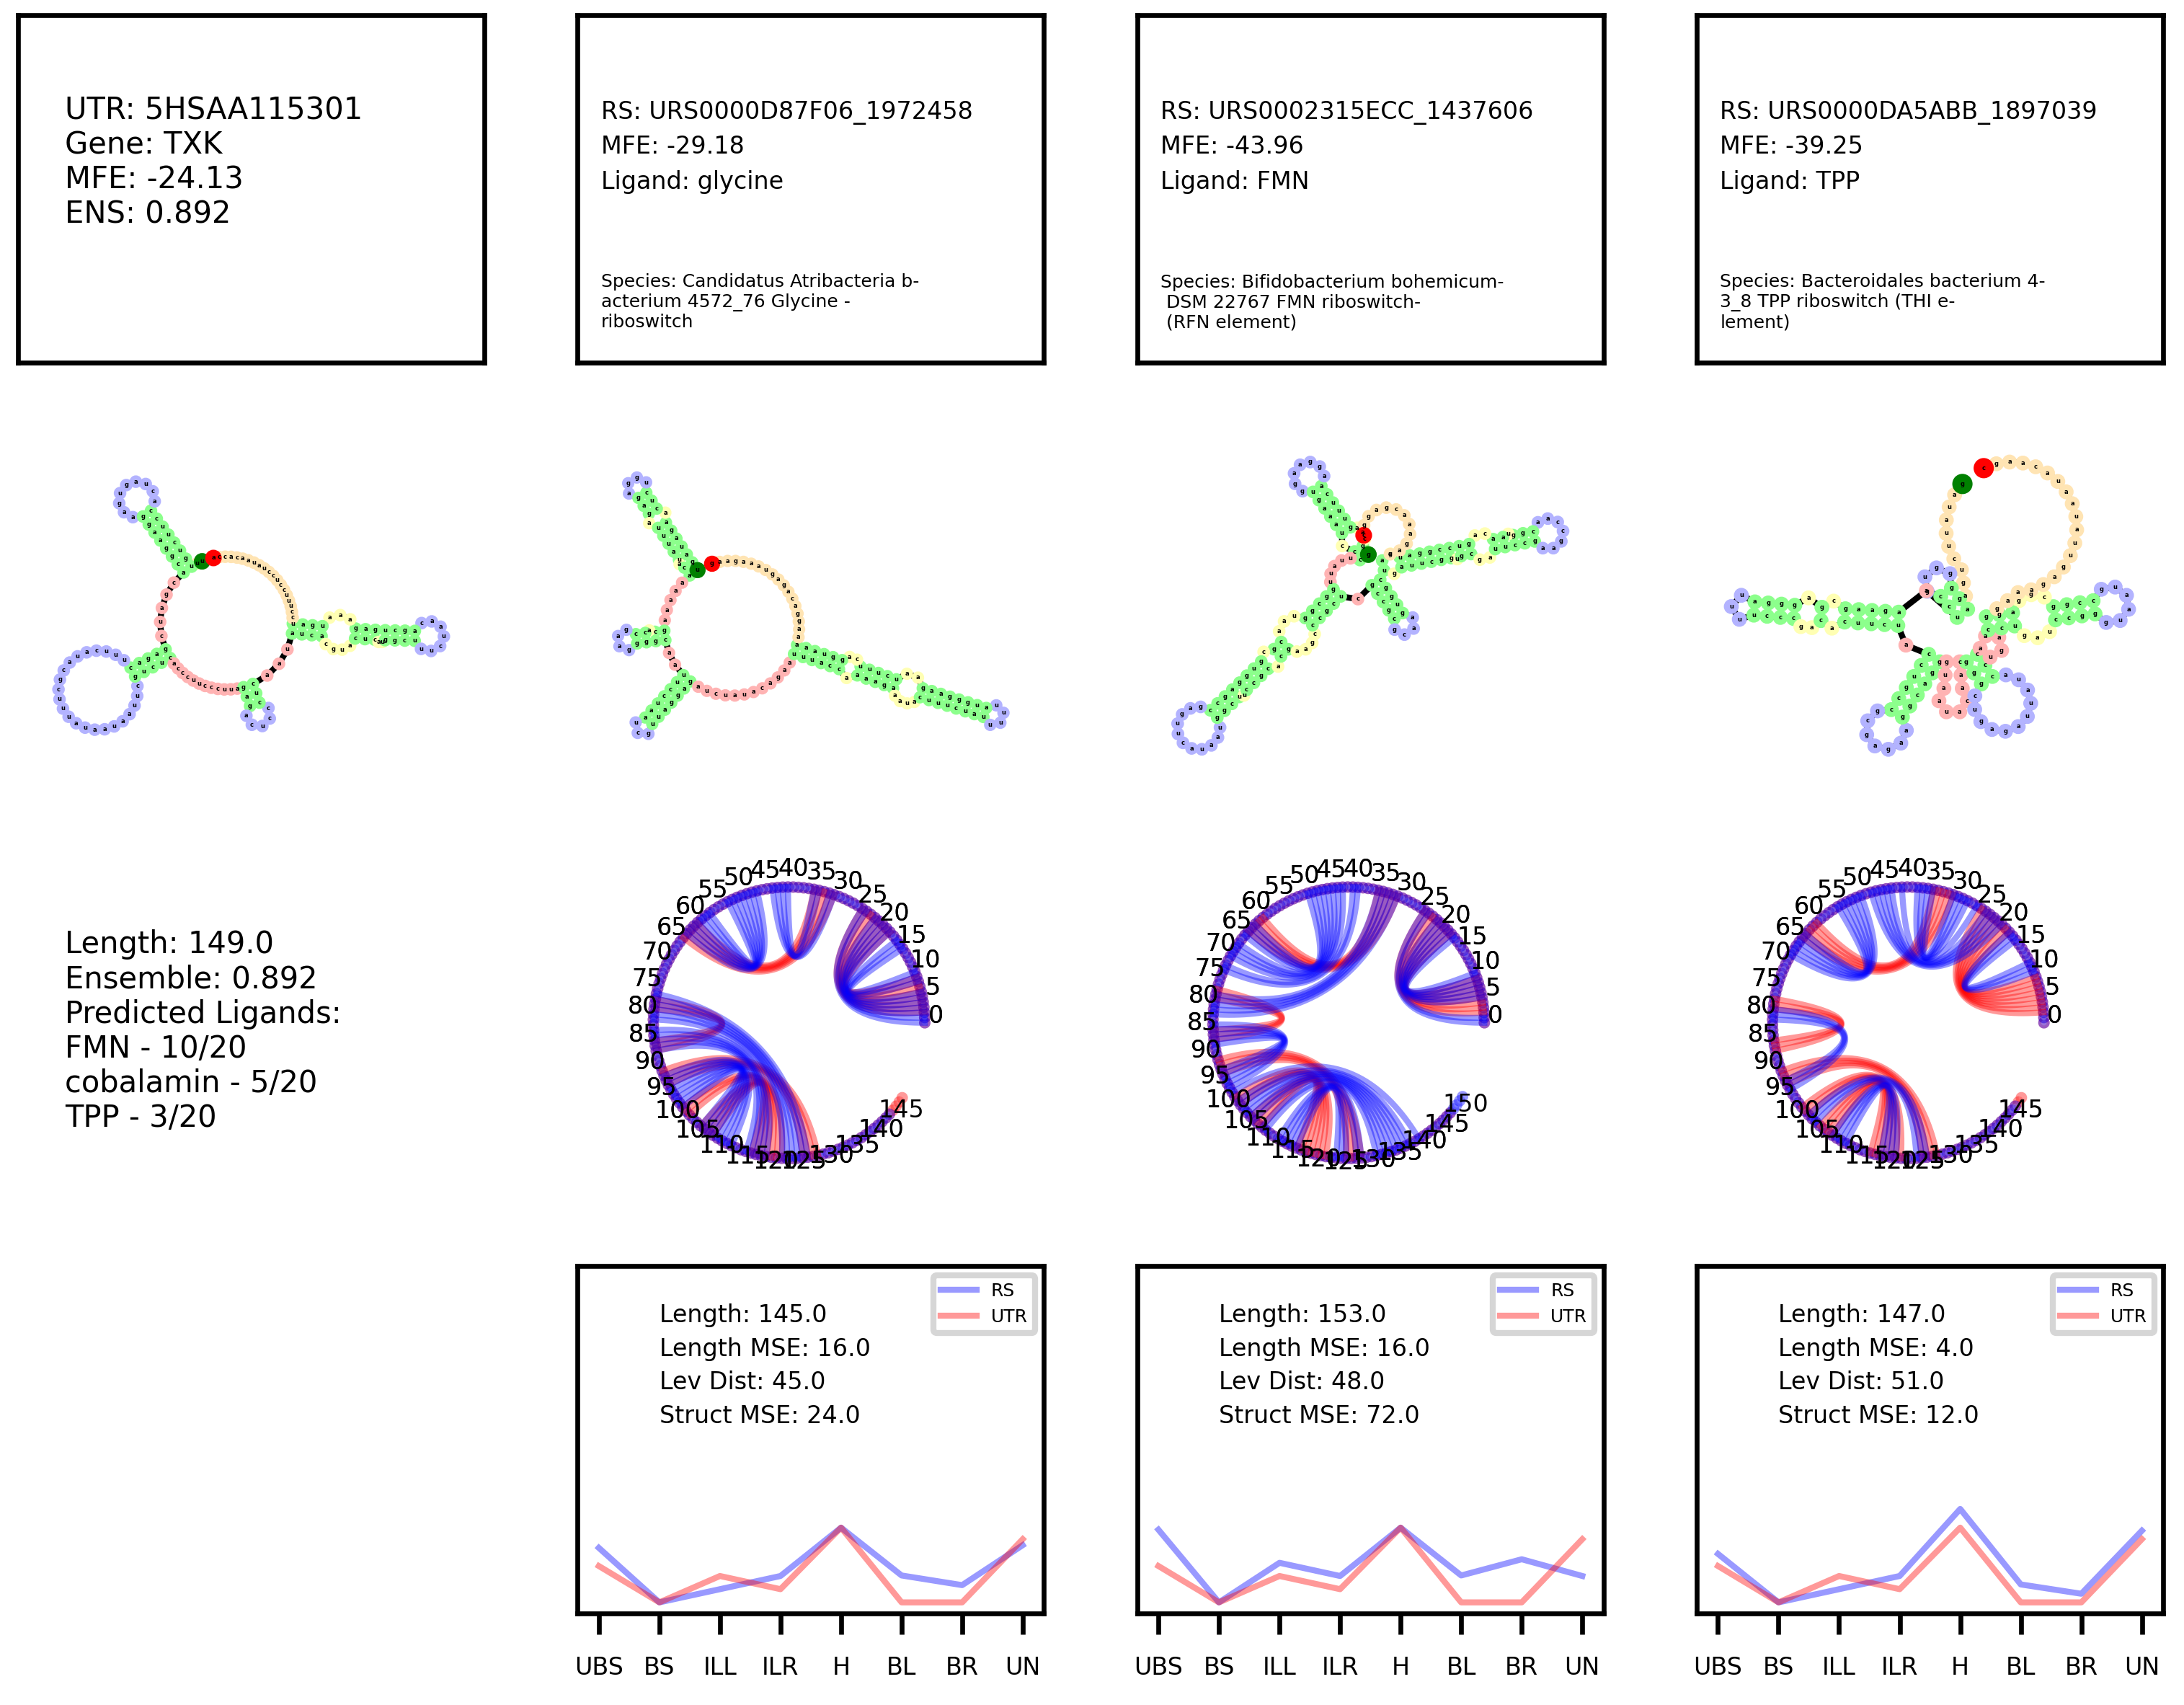 UTR: 5HSAA115301
Gene: TXK
MFE: -24.13
ENS: 0.892
RS: URS0000D87F06_1972458
MFE: -29.18
Ligand: glycine
Species: Candidatus Atribacteria b-
acterium 4572_76 Glycine -
riboswitch
RS: URS0002315ECC_1437606
MFE: -43.96
Ligand: FMN
Species: Bifidobacterium bohemicum-
DSM 22767 FMN riboswitch-
(RFN element)
RS: URS0000DA5ABB_1897039
MFE: -39.25
Ligand: TPP
Species: Bacteroidales bacterium 4-
3_8 TPP riboswitch (THI e-
lement)
Length: 149.0
Ensemble: 0.892
Predicted Ligands:
FMN - 10/20
cobalamin - 5/20
TPP - 3/20
0 5 10 15 20 25 30 35 40 45 50 55 60 65 70 75 80 85 90 95 100 105 110 115 120 125 130 135 140 145
0 5 10 15 20 25 30 35 40 45 50 55 60 65 70 75 80 85 90 95 100 105 110 115 120 125 130 135 140 145 150
0 5 10 15 20 25 30 35 40 45 50 55 60 65 70 75 80 85 90 95 100 105 110 115 120 125 130 135 140 145
RS
UTR
Length: 145.0
Length MSE: 16.0
Lev Dist: 45.0
Struct MSE: 24.0
UBS BS ILL ILR H BL BR UN
RS
UTR
Length: 153.0
Length MSE: 16.0
Lev Dist: 48.0
Struct MSE: 72.0
UBS BS ILL ILR H BL BR UN
RS
UTR
Length: 147.0
Length MSE: 4.0
Lev Dist: 51.0
Struct MSE: 12.0
UBS BS ILL ILR H BL BR UN